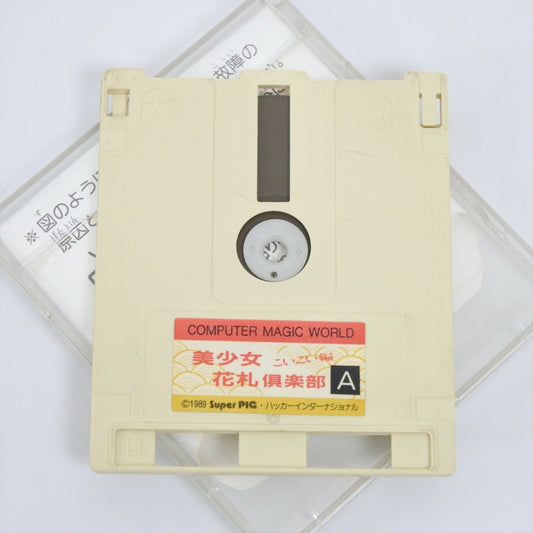 故障の
※図のように
原因と
A
COMPUTER MAGIC WORLD
美少女 こいこい編
花札倶楽部 A
©1989 Super PIG・ハッカーインターナショナル
H